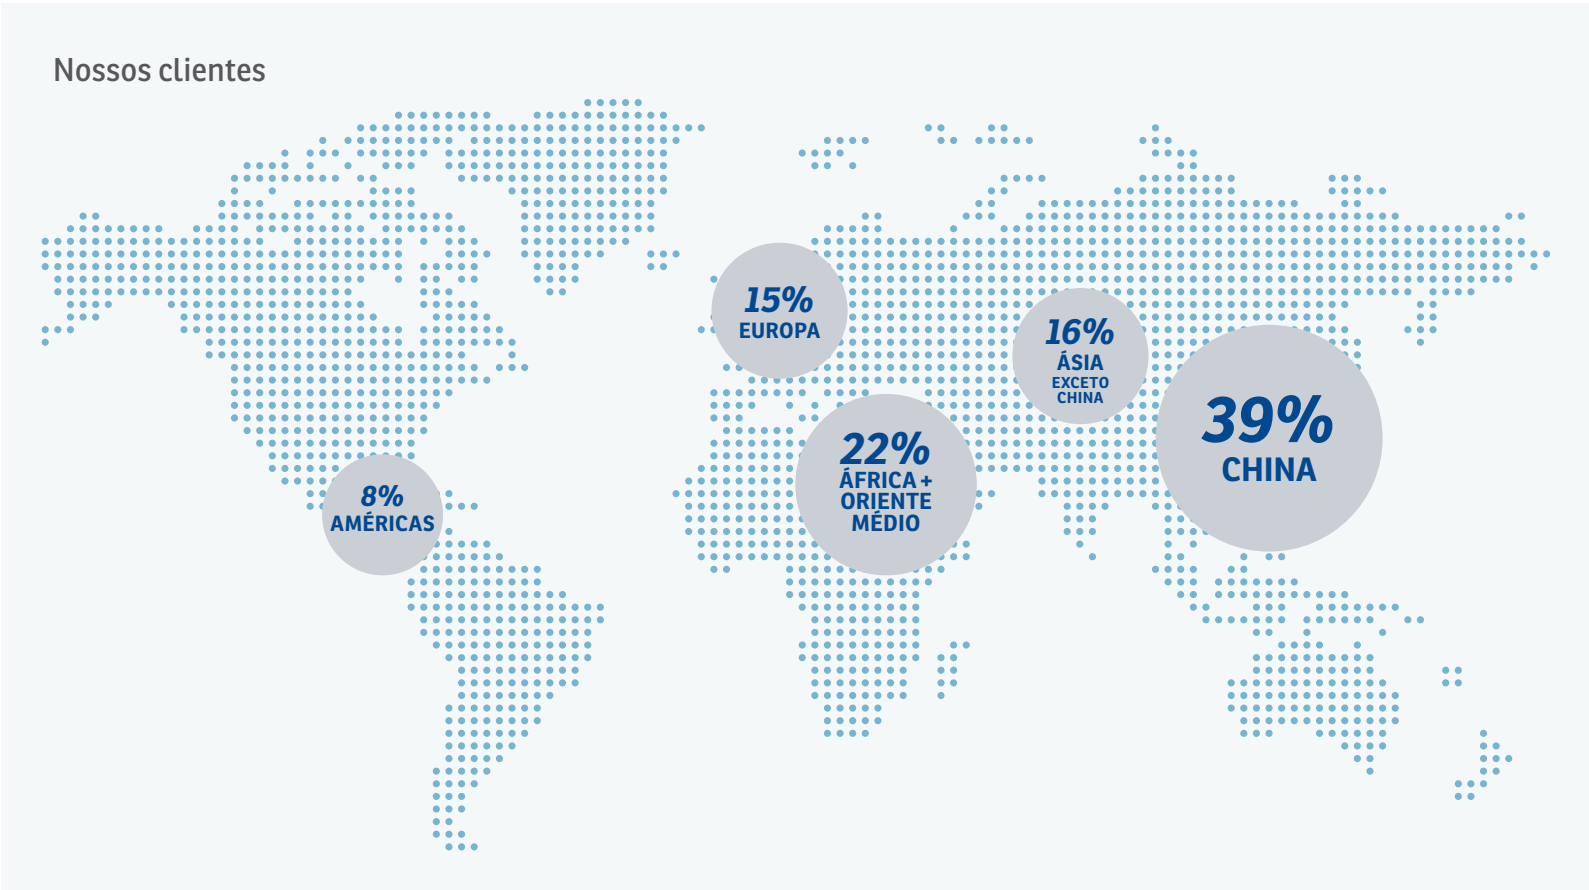 Nossos clientes
15%
EUROPA
16%
ÁSIA
EXCETO
CHINA
39%
CHINA
22%
ÁFRICA +
ORIENTE
MÉDIO
8%
AMÉRICAS